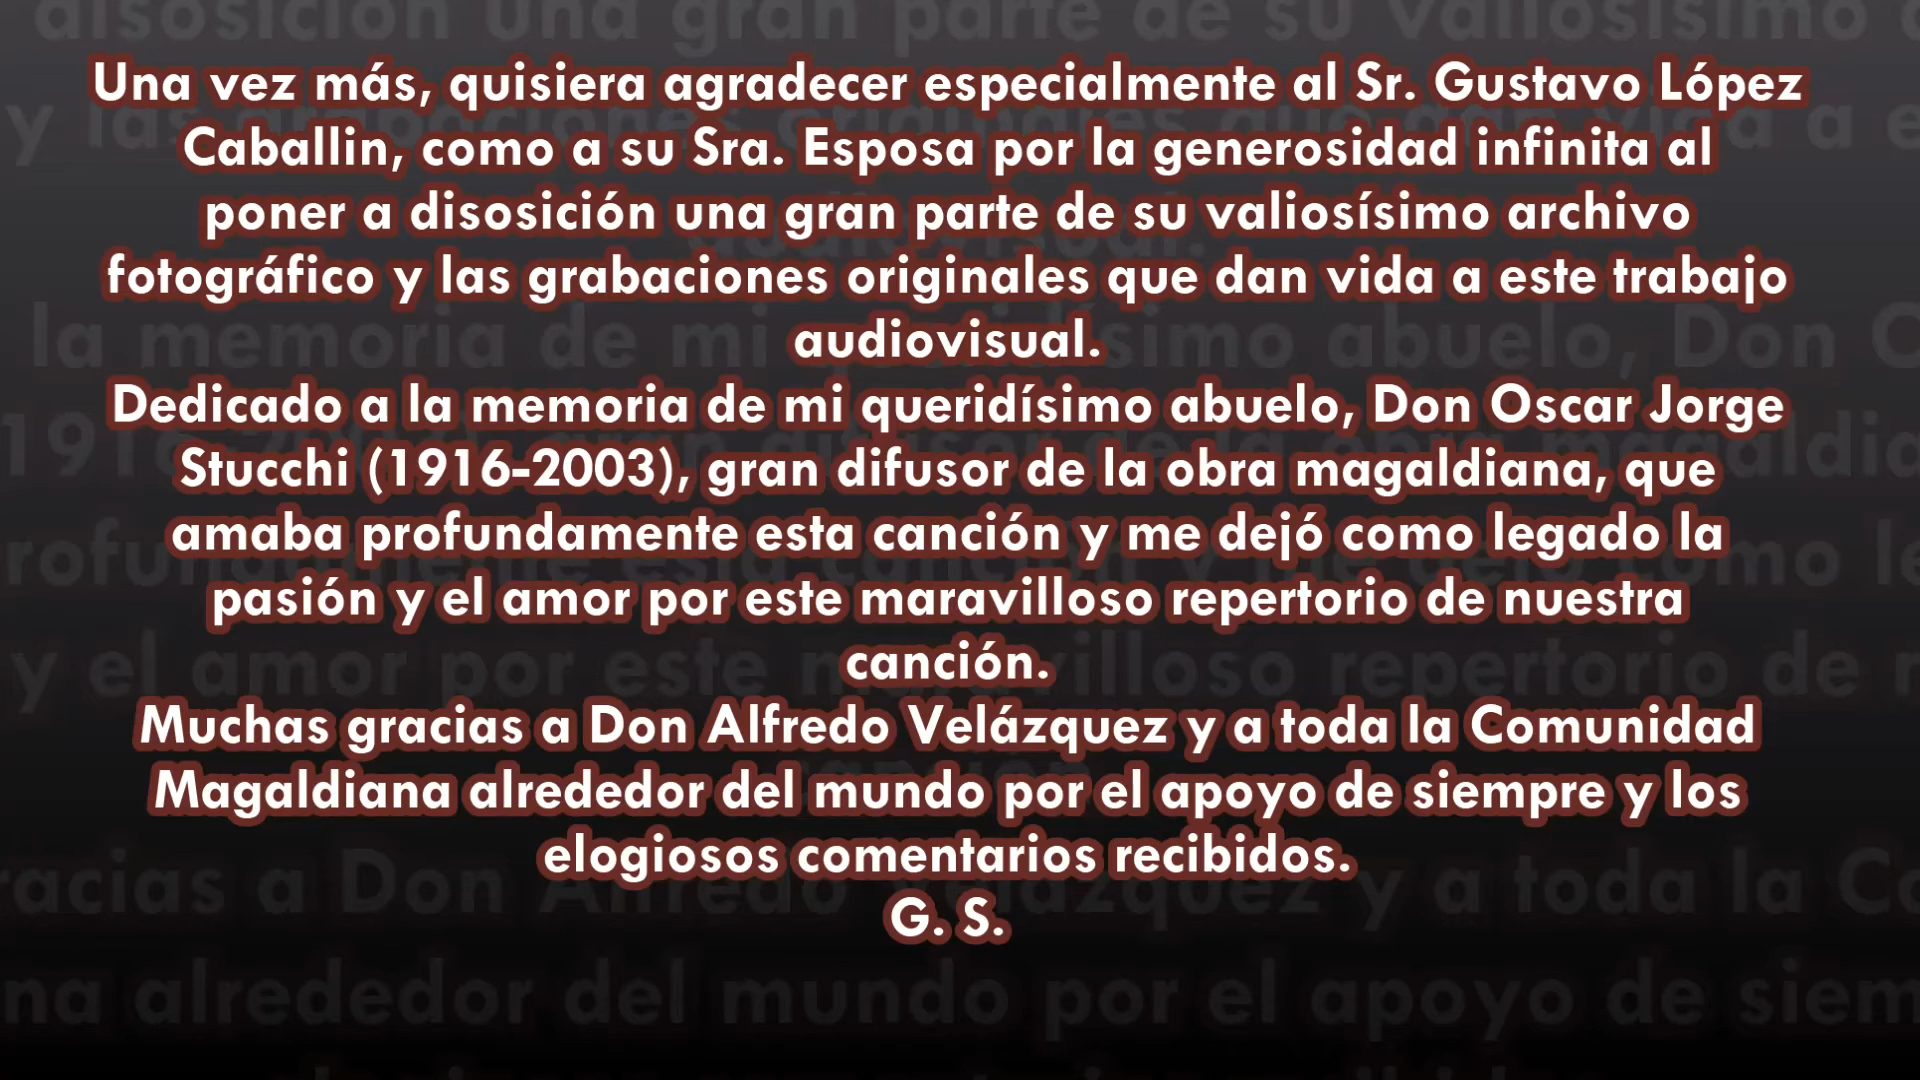 Una vez más, quisiera agradecer especialmente al Sr. Gustavo López
Caballin, como a su Sra. Esposa por la generosidad infinita al
poner a disosición una gran parte de su valiosísimo archivo
fotográfico y las grabaciones originales que dan vida a este trabajo
audiovisual.
Dedicado a la memoria de mi queridísimo abuelo, Don Oscar Jorge
Stucchi (1916-2003), gran difusor de la obra magaldiana, que
amaba profundamente esta canción y me dejó como legado la
pasión y el amor por este maravilloso repertorio de nuestra
canción.
Muchas gracias a Don Alfredo Velázquez y a toda la Comunidad
Magaldiana alrededor del mundo por el apoyo de siempre y los
elogiosos comentarios recibidos.
G. S.